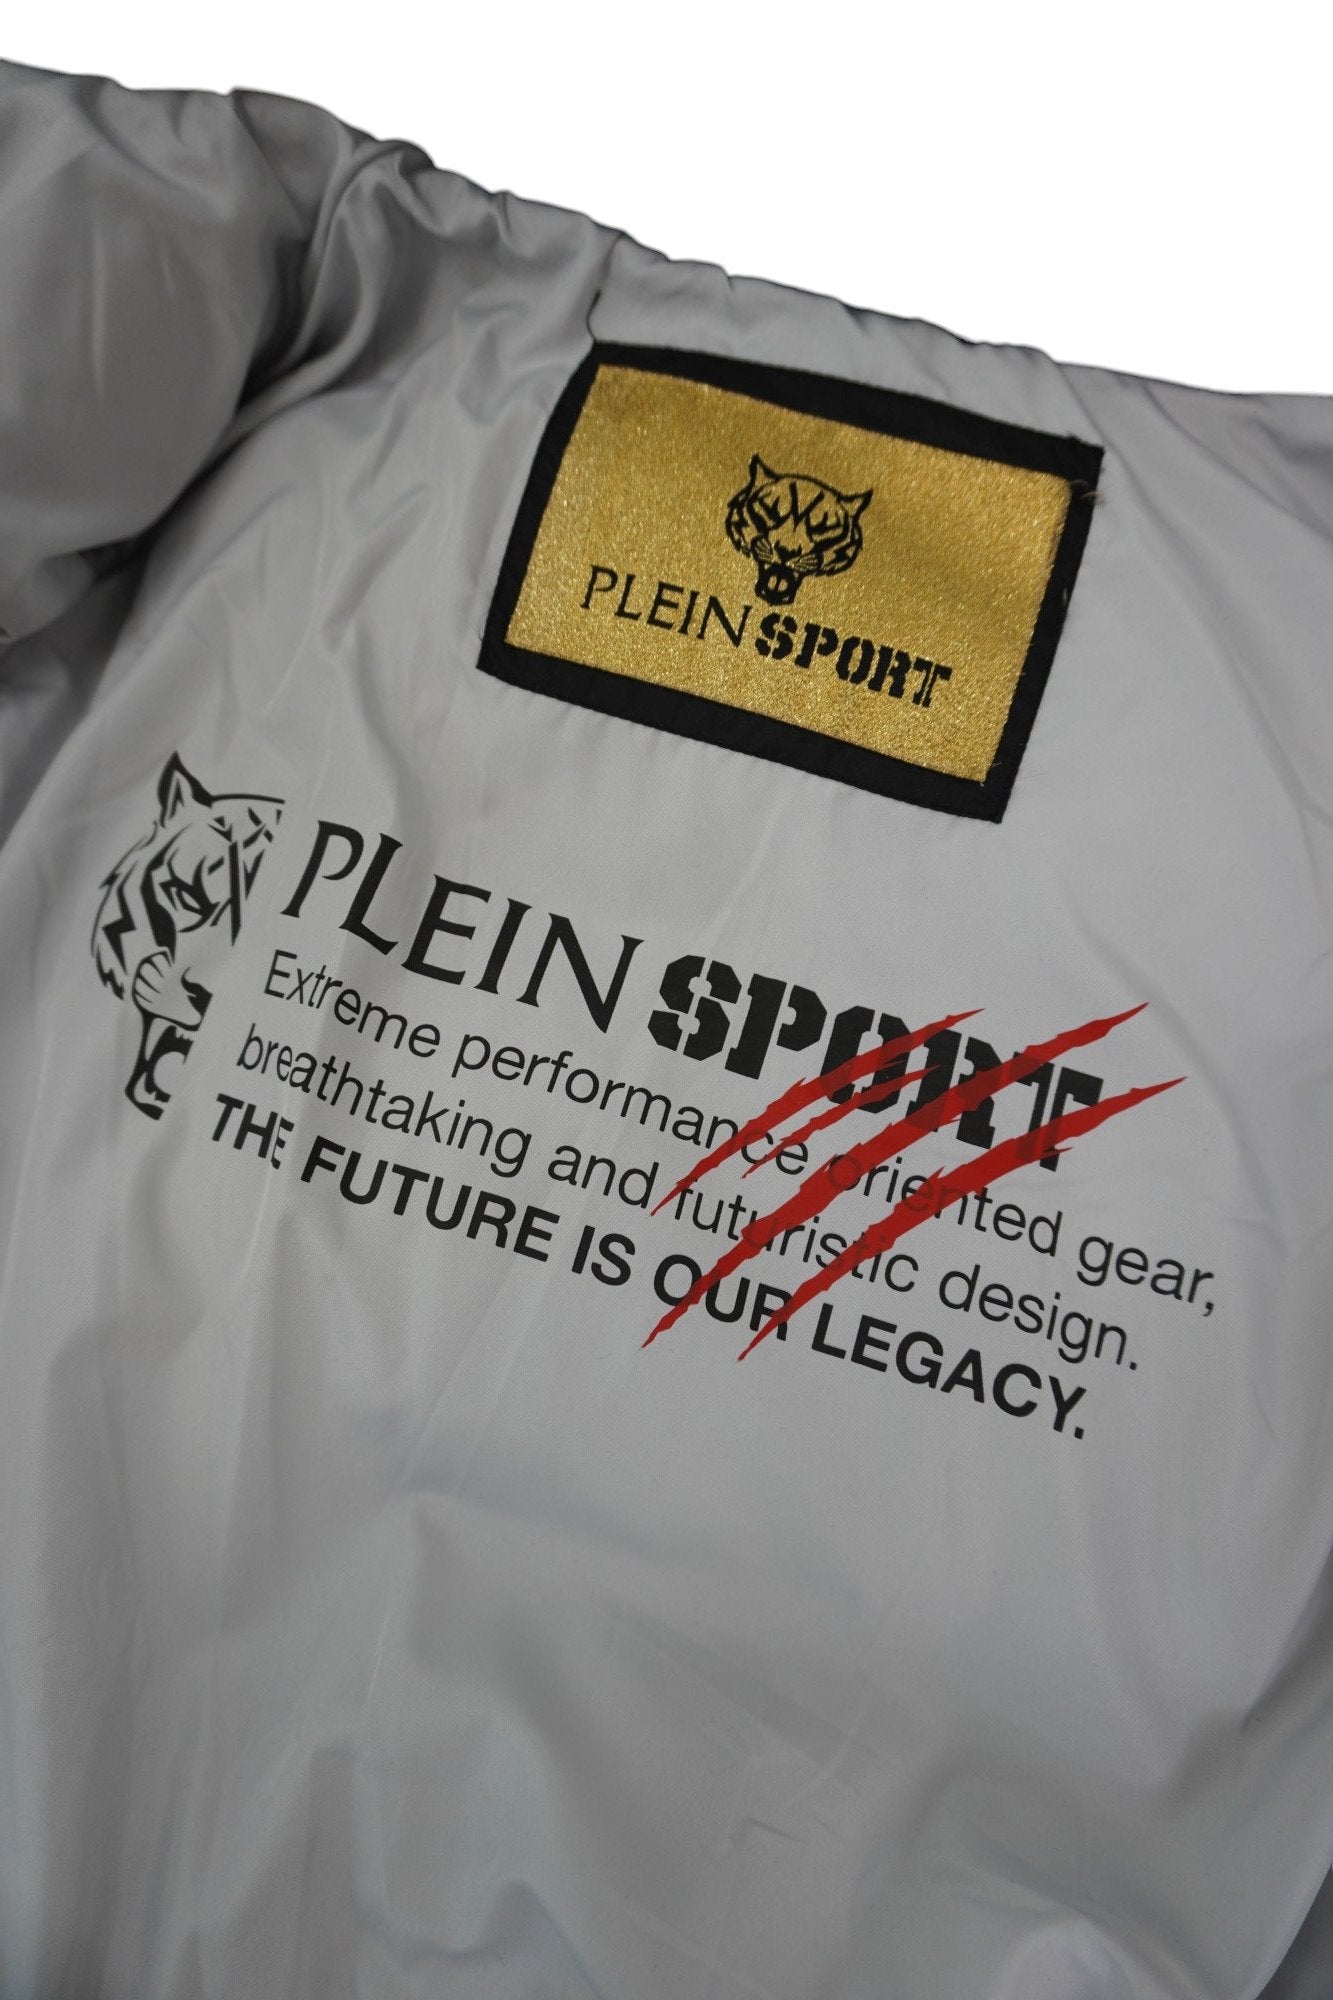 PLEIN SPORT
PLEIN SPORT
Extreme performance oriented gear,
breathtaking and futuristic design.
THE FUTURE IS OUR LEGACY.